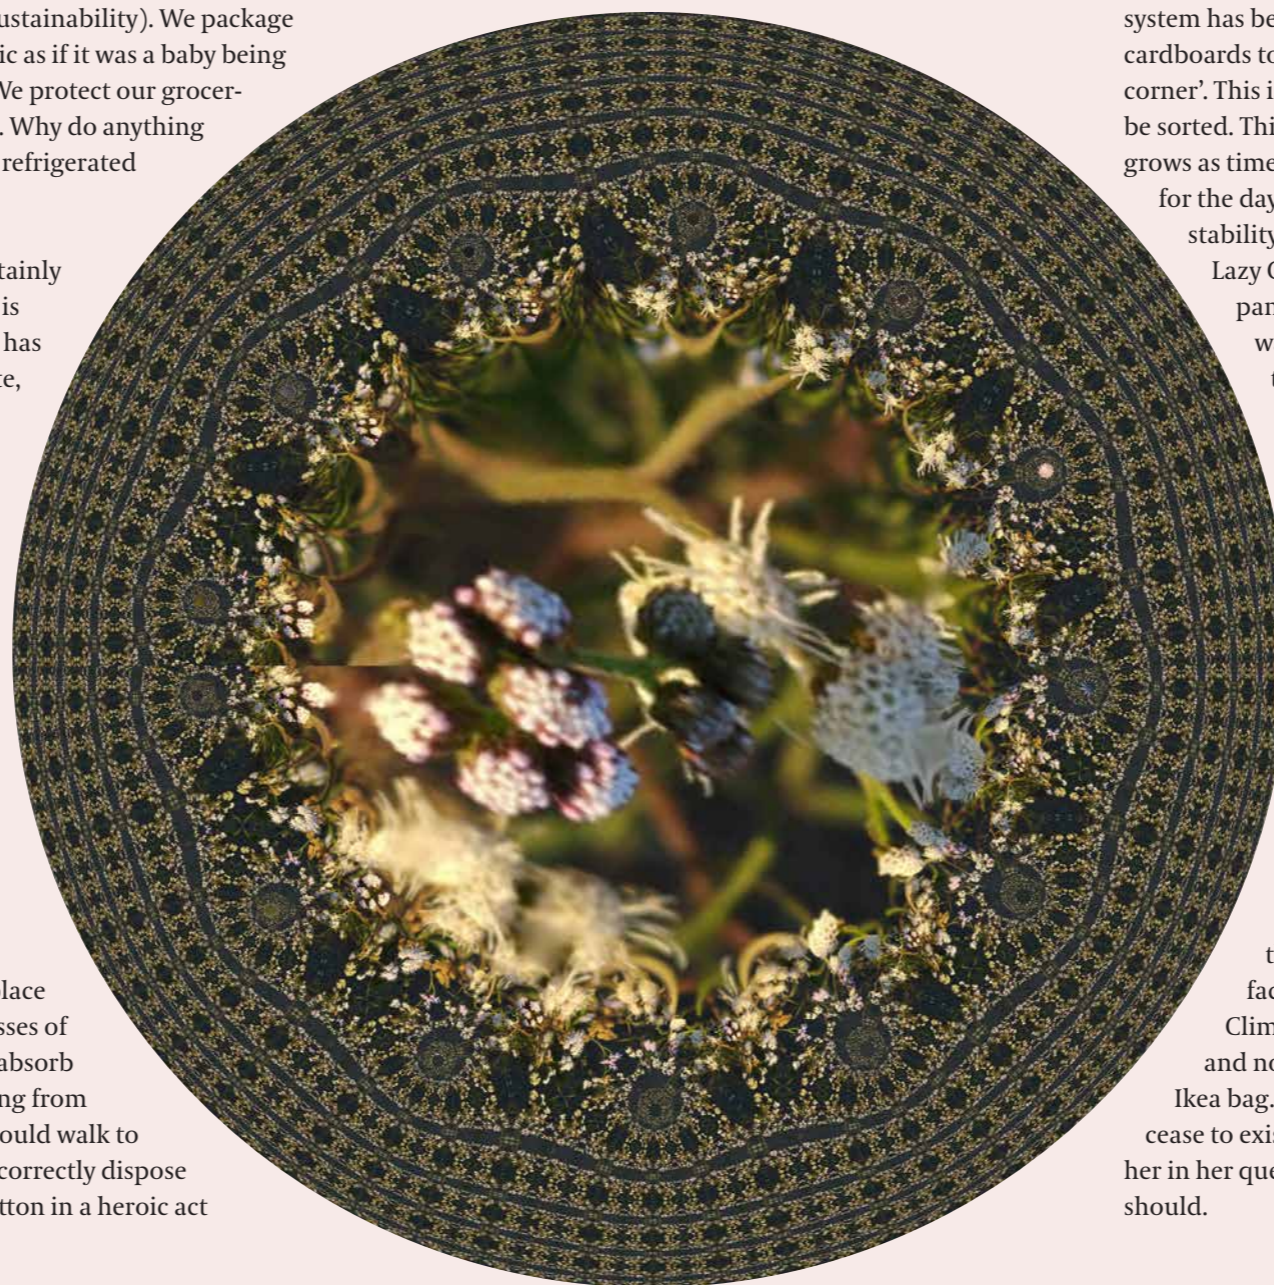 ustainability). We package
ic as if it was a baby being
We protect our grocer-
. Why do anything
refrigerated
tainly
is
has
te,
place
sses of
absorb
ng from
ould walk to
correctly dispose
tton in a heroic act
system has be
cardboards to
corner’. This i
be sorted. Thi
grows as time
for the day
stability
Lazy
pan
w
t
t
fac
Clim
and no
Ikea bag.
cease to exis
her in her que
should.